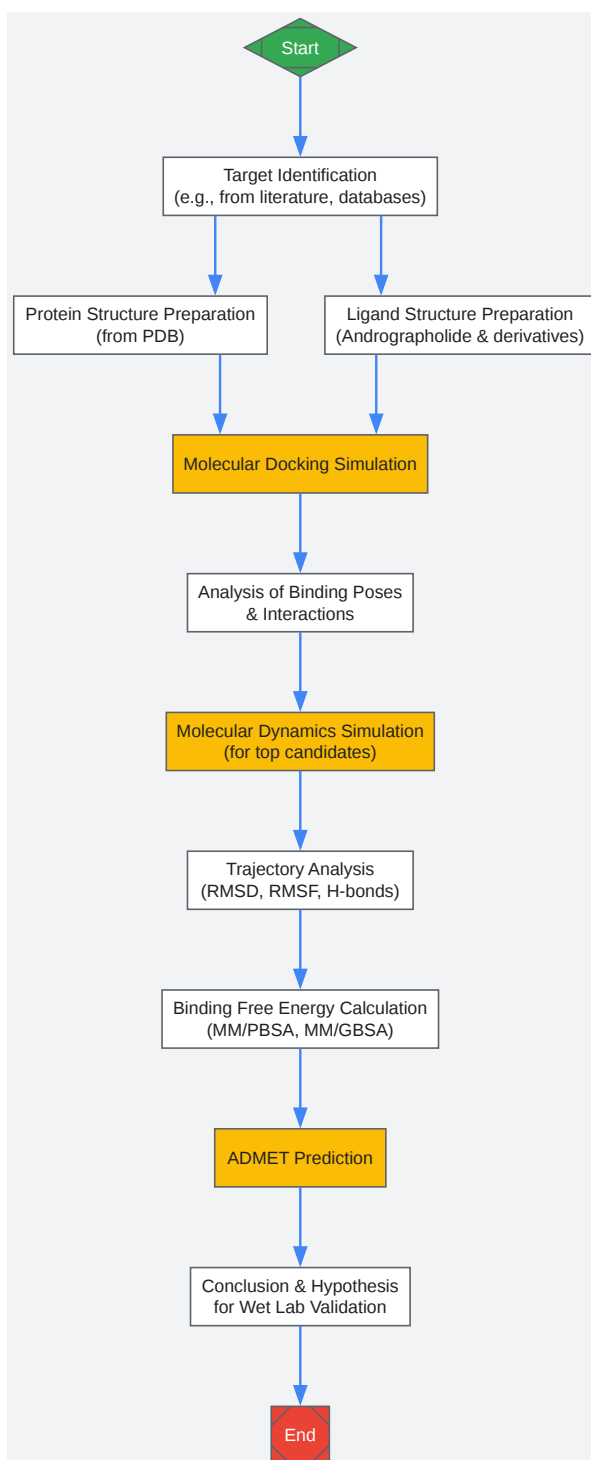 Start
Target Identification
(e.g., from literature, databases)
Protein Structure Preparation
(from PDB)
Ligand Structure Preparation
(Andrographolide & derivatives)
Molecular Docking Simulation
Analysis of Binding Poses
& Interactions
Molecular Dynamics Simulation
(for top candidates)
Trajectory Analysis
(RMSD, RMSF, H-bonds)
Binding Free Energy Calculation
(MM/PBSA, MM/GBSA)
ADMET Prediction
Conclusion & Hypothesis
for Wet Lab Validation
End